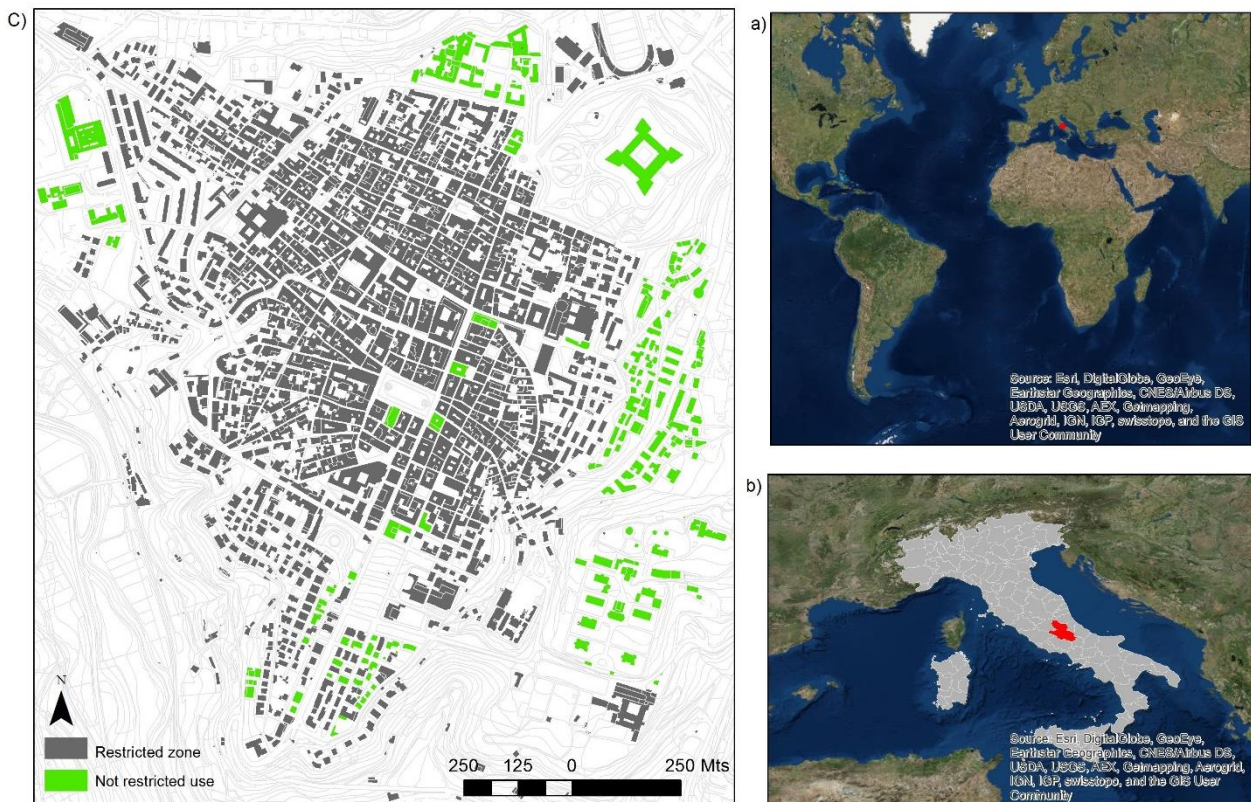 C)
N
Restricted zone
Not restricted use
250 125 0 250 Mts
a)
Source: Esri, DigitalGlobe, GeoEye,
Earthstar Geographics, CNES/Airbus DS,
USDA, USGS, AEX, Getmapping,
Aerogrid, IGN, IGP, swisstopo, and the GIS
User Community
b)
Source: Esri, DigitalGlobe, GeoEye,
Earthstar Geographics, CNES/Airbus DS,
USDA, USGS, AEX, Getmapping, Aerogrid,
IGN, IGP, swisstopo, and the GIS User
Community